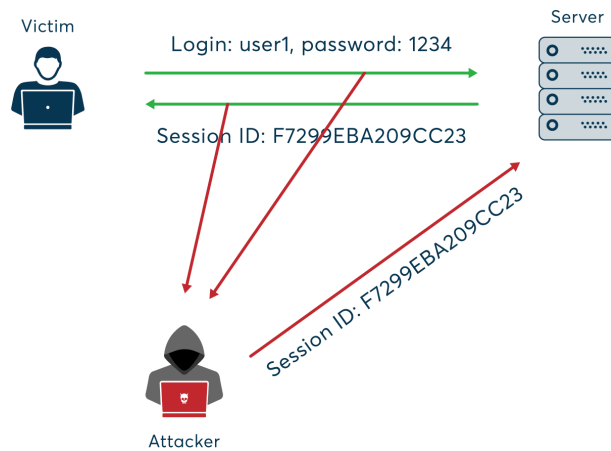 Victim
Server
Login: user1, password: 1234
Session ID: F7299EBA209CC23
Session ID: F7299EBA209CC23
Attacker